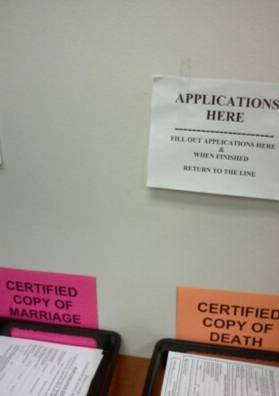 APPLICATIONS
HERE
FILL OUT APPLICATIONS HERE
&
WHEN FINISHED
RETURN TO THE LINE
CERTIFIED
COPY OF
MARRIAGE
CERTIFIED
COPY OF
DEATH